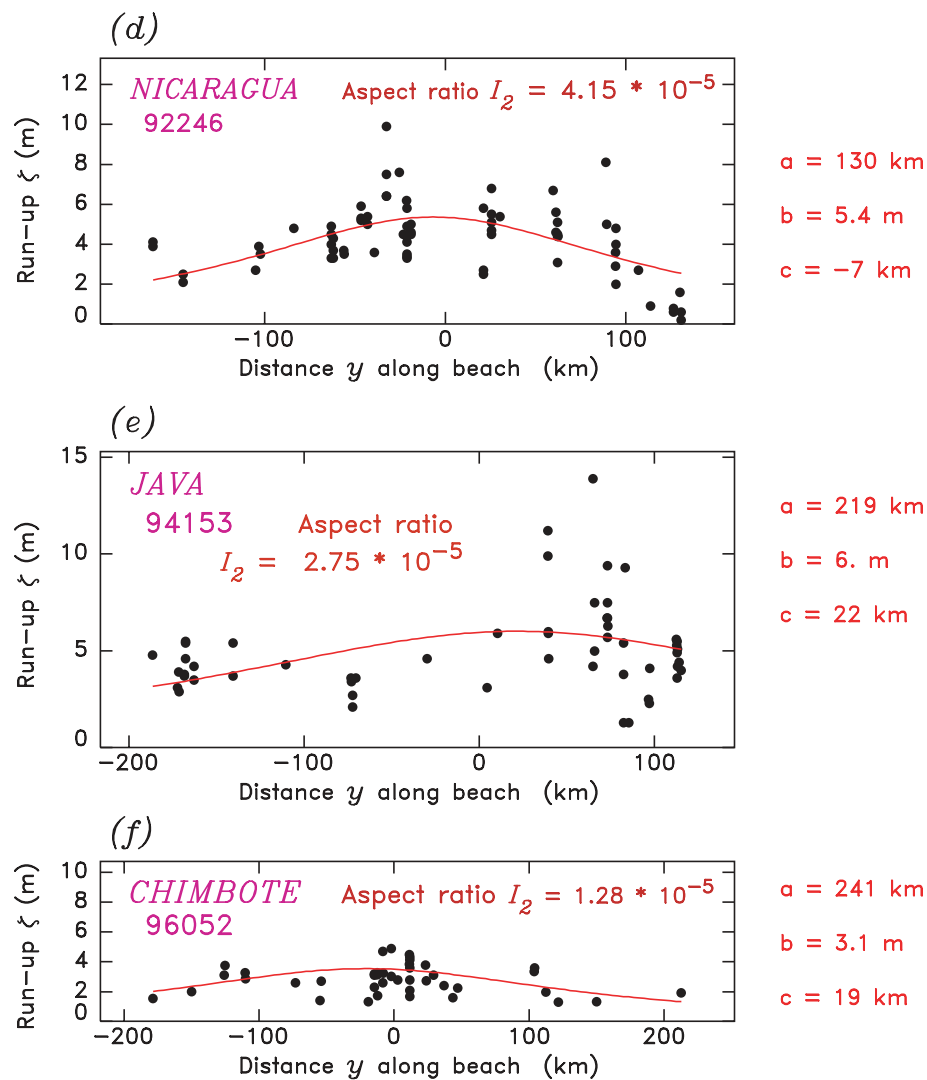 (d)
NICARAGUA
92246
Aspect ratio I₂ = 4.15 * 10⁻⁵
Run-up ζ (m)
12
10
8
6
4
2
0
-100 0 100
Distance y along beach (km)
a = 130 km
b = 5.4 m
c = -7 km
(e)
JAVA
94153
Aspect ratio
I₂ = 2.75 * 10⁻⁵
Run-up ζ (m)
15
10
5
0
-200 -100 0 100
Distance y along beach (km)
a = 219 km
b = 6. m
c = 22 km
(f)
CHIMBOTE
96052
Aspect ratio I₂ = 1.28 * 10⁻⁵
Run-up ζ (m)
10
8
6
4
2
0
-200 -100 0 100 200
Distance y along beach (km)
a = 241 km
b = 3.1 m
c = 19 km